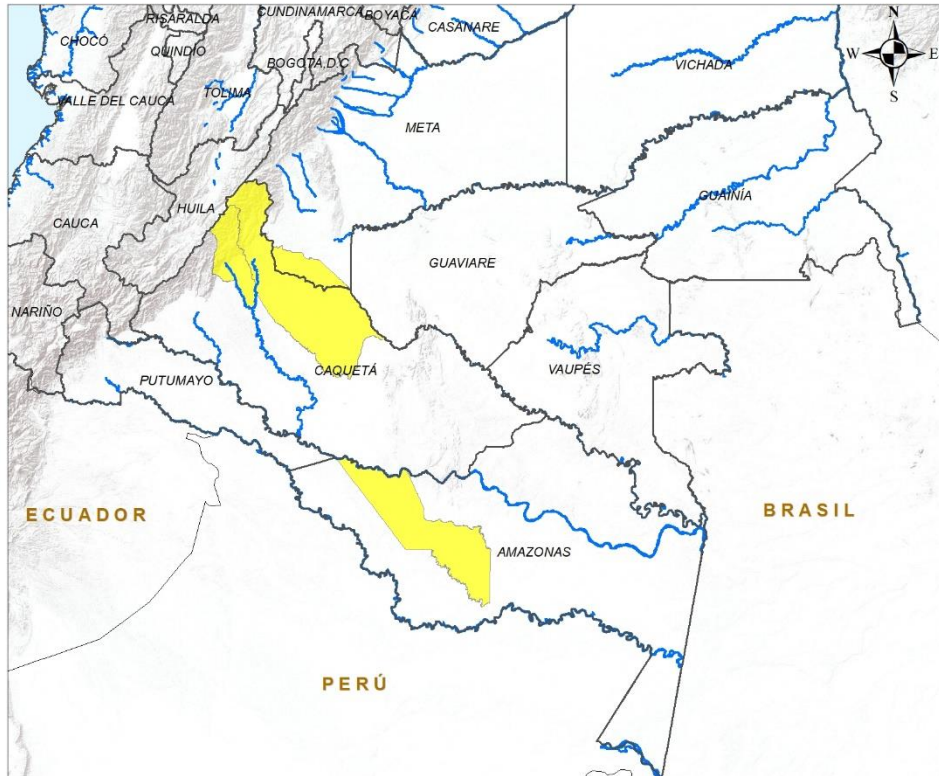 RISARALDA
CUNDINAMARCA
BOYACÁ
CASANARE
CHOCÓ
QUINDÍO
BOGOTÁ D.C
N
W E
S
VICHADA
VALLE DEL CAUCA
TOLIMA
META
CAUCA
HUILA
GUAINÍA
GUAVIARE
NARIÑO
PUTUMAYO
CAQUETÁ
VAUPÉS
ECUADOR
BRASIL
AMAZONAS
PERÚ